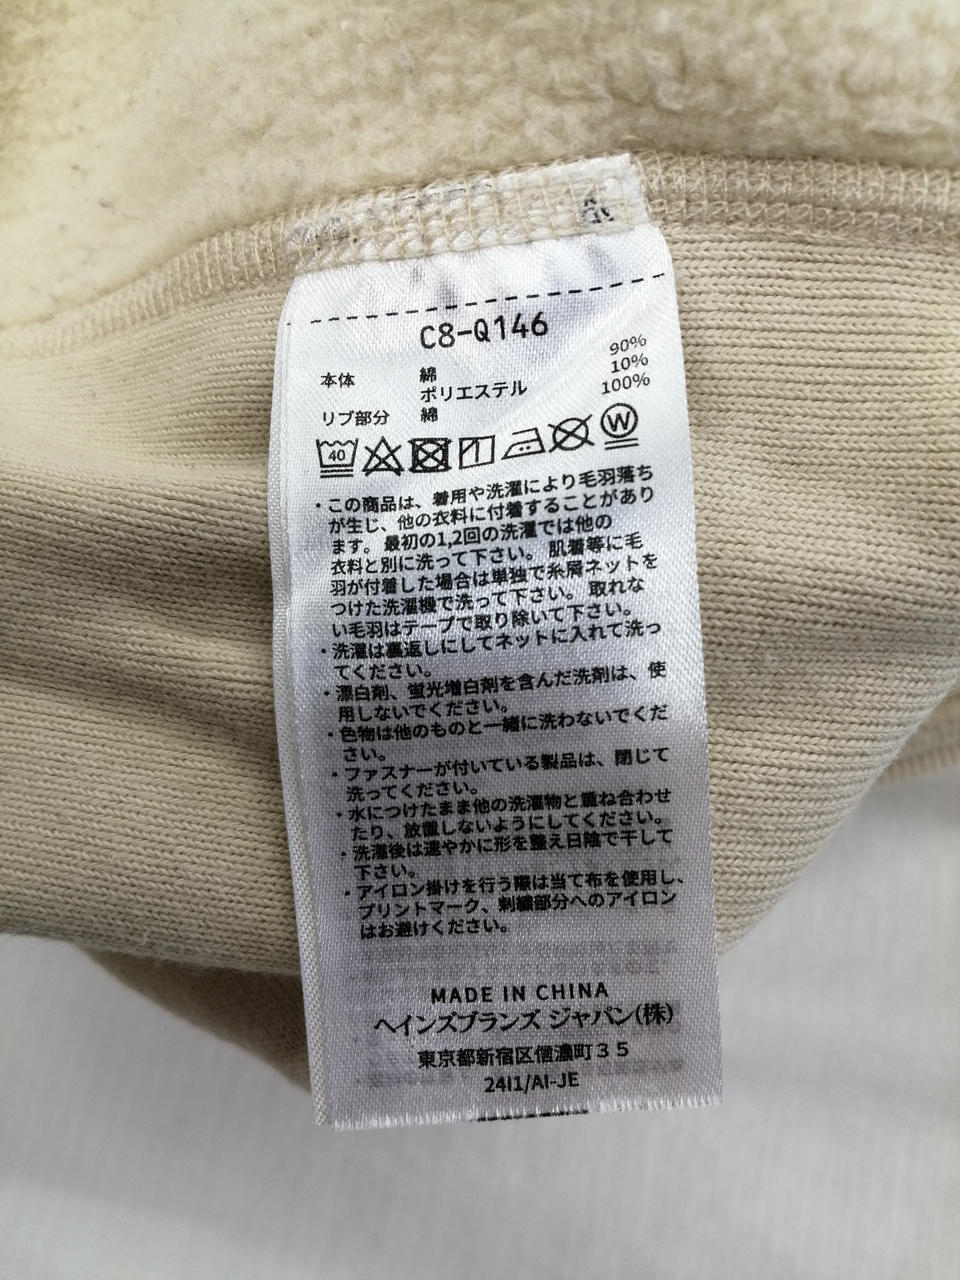 C8-Q146
本体 綿 90%
ポリエステル 10%
リブ部分 綿 100%
40 W
・この商品は、着用や洗濯により毛羽落ち
が生じ、他の衣料に付着することがあり
ます。最初の1,2回の洗濯では他の
衣料と別に洗って下さい。肌着等に毛
羽が付着した場合は単独で糸屑ネットを
つけた洗濯機で洗って下さい。取れな
い毛羽はテープで取り除いて下さい。
・洗濯は裏返しにしてネットに入れて洗っ
てください。
・漂白剤、蛍光増白剤を含んだ洗剤は、使
用しないでください。
・色物は他のものと一緒に洗わないでくだ
さい。
・ファスナーが付いている製品は、閉じて
洗ってください。
・水につけたまま他の洗濯物と重ね合わせ
たり、放置しないようにしてください。
・洗濯後は速やかに形を整え日陰で干して
下さい。
・アイロン掛けを行う際は当て布を使用し、
プリントマーク、刺繍部分へのアイロン
はお避けください。
MADE IN CHINA
ヘインズブランズ ジャパン(株)
東京都新宿区信濃町35
24I1/AI-JE